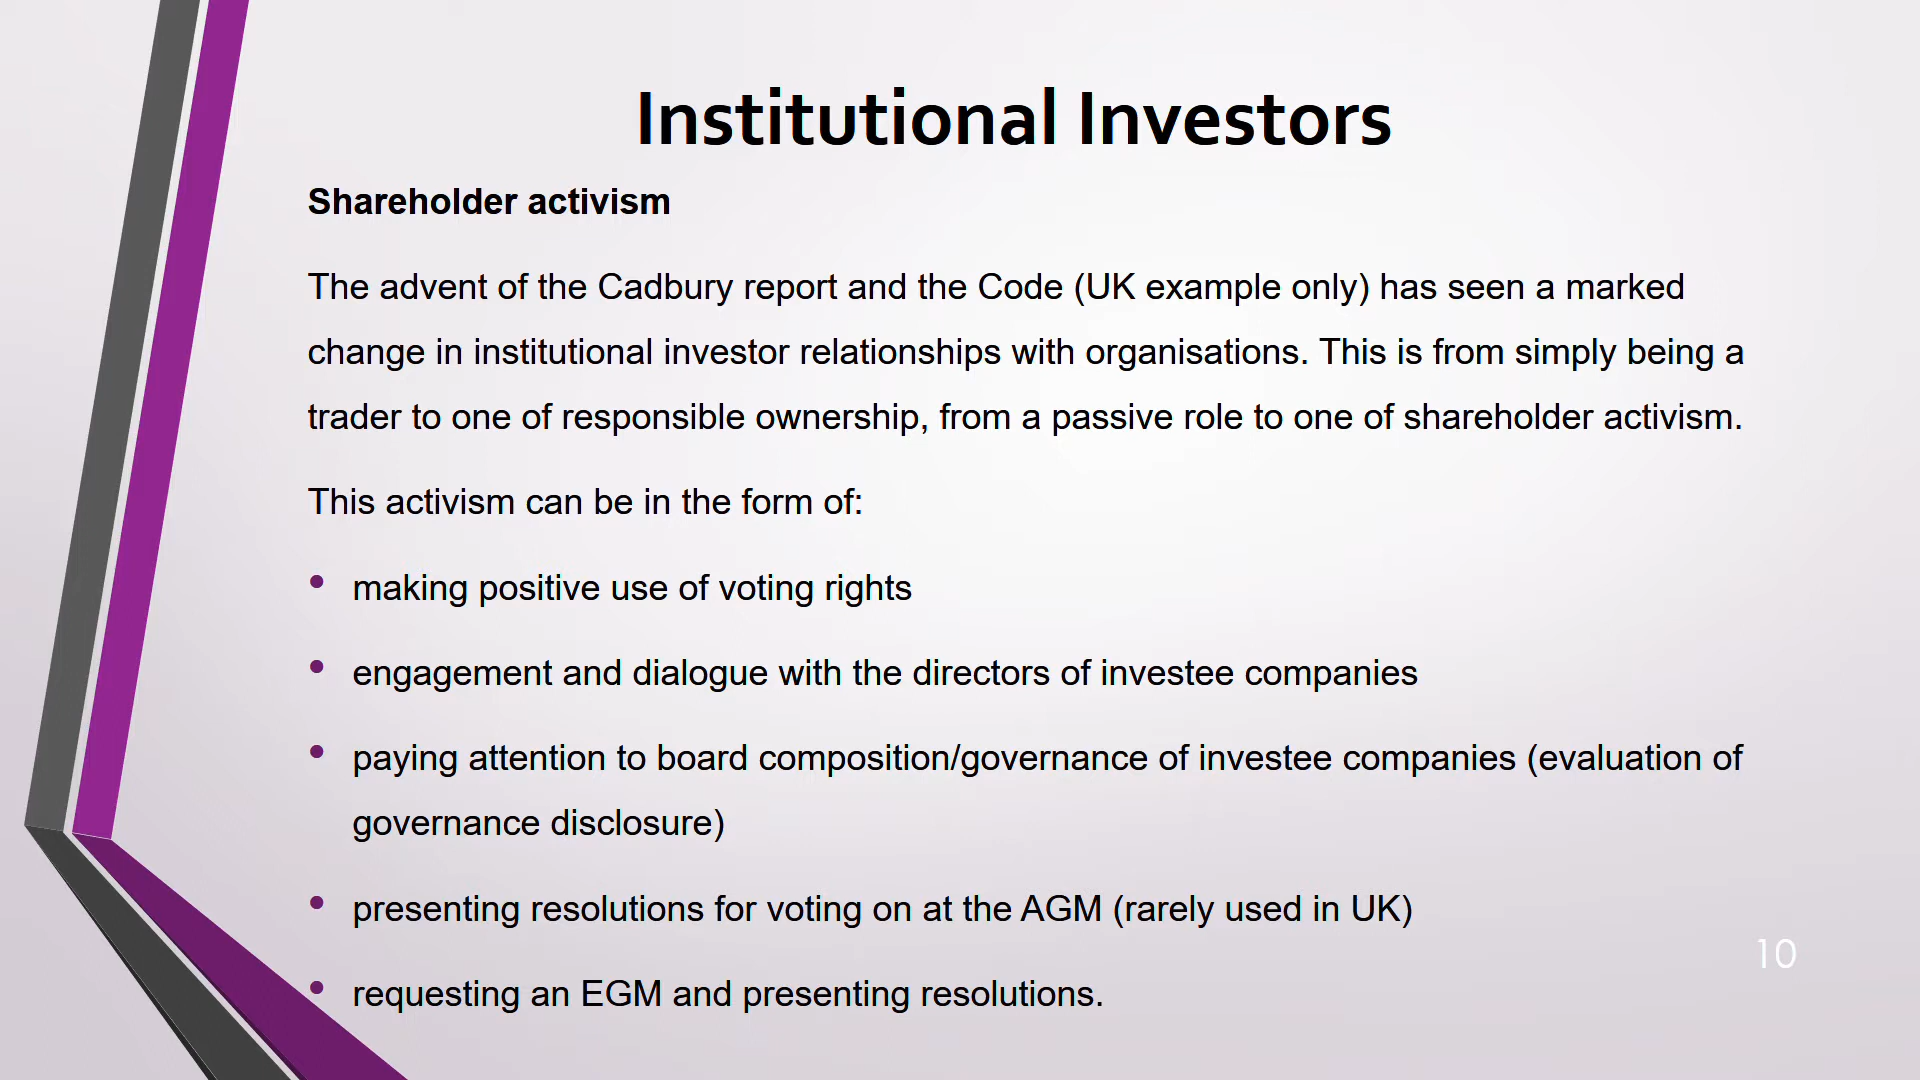 Institutional Investors
Shareholder activism
The advent of the Cadbury report and the Code (UK example only) has seen a marked
change in institutional investor relationships with organisations. This is from simply being a
trader to one of responsible ownership, from a passive role to one of shareholder activism.
This activism can be in the form of:
• making positive use of voting rights
• engagement and dialogue with the directors of investee companies
• paying attention to board composition/governance of investee companies (evaluation of
governance disclosure)
• presenting resolutions for voting on at the AGM (rarely used in UK)
• requesting an EGM and presenting resolutions.
10